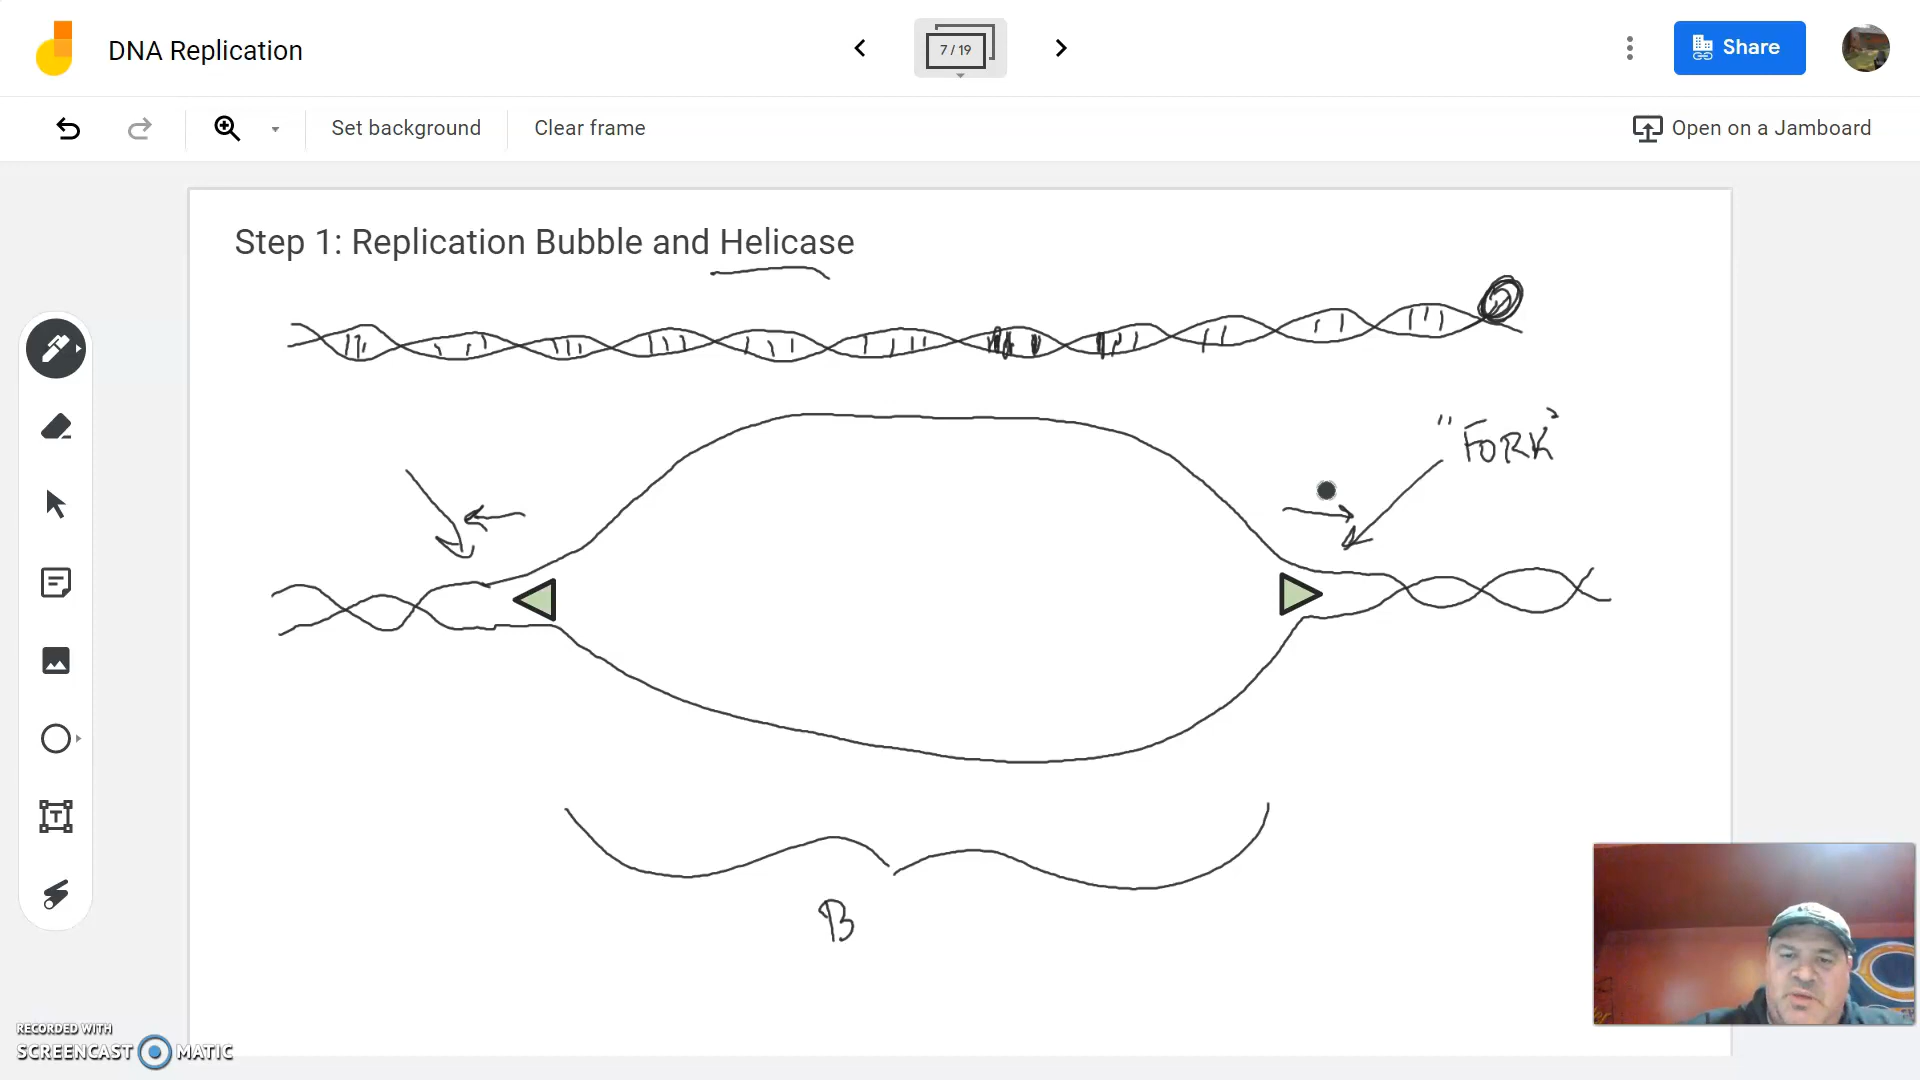 DNA Replication
7 / 19
Share
Set background
Clear frame
Open on a Jamboard
Step 1: Replication Bubble and Helicase
"FORK"
B
T
RECORDED WITH
SCREENCAST MATIC